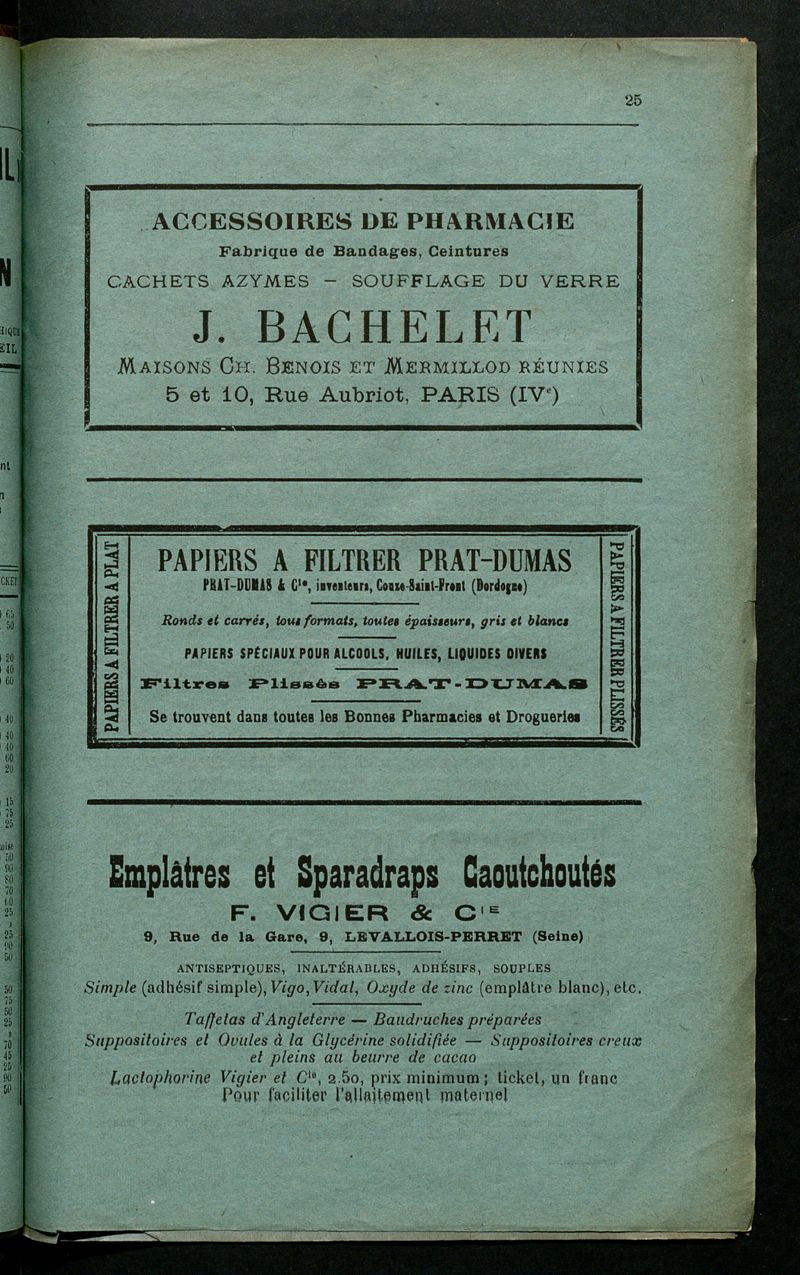 25
ACCESSOIRES DE PHARMACIE
Fabrique de Bandages, Ceintures
CACHETS AZYMES – SOUFFLAGE DU VERRE
J. BACHELET
MAISONS CH. BENOIS ET MERMILLOD RÉUNIES
5 et 10, Rue Aubriot, PARIS (IVe)
PAPIERS A FILTRER A PLAT
PAPIERS A FILTRER PRAT-DUMAS
PRAT-DUMAS & Cie, inventeurs, Couze-Saint-Front (Dordogne)
Ronds et carrés, tous formats, toutes épaisseurs, gris et blancs
PAPIERS SPÉCIAUX POUR ALCOOLS, HUILES, LIQUIDES DIVERS
Filtres Plissés PRAT-DUMAS
Se trouvent dans toutes les Bonnes Pharmacies et Drogueries
PAPIERS A FILTRER PLISSÉS
Emplâtres et Sparadraps Caoutchoutés
F. VIGIER & CIE
9, Rue de la Gare, 9, LEVALLOIS-PERRET (Seine)
ANTISEPTIQUES, INALTÉRABLES, ADHÉSIFS, SOUPLES
Simple (adhésif simple), Vigo, Vidal, Oxyde de zinc (emplâtre blanc), etc.
Taffetas d'Angleterre — Baudruches préparées
Suppositoires et Ovules à la Glycérine solidifiée — Suppositoires creux
et pleins au beurre de cacao
Lactophorine Vigier et Cie, 2.50, prix minimum; ticket, un franc
Pour faciliter l'allaitement maternel